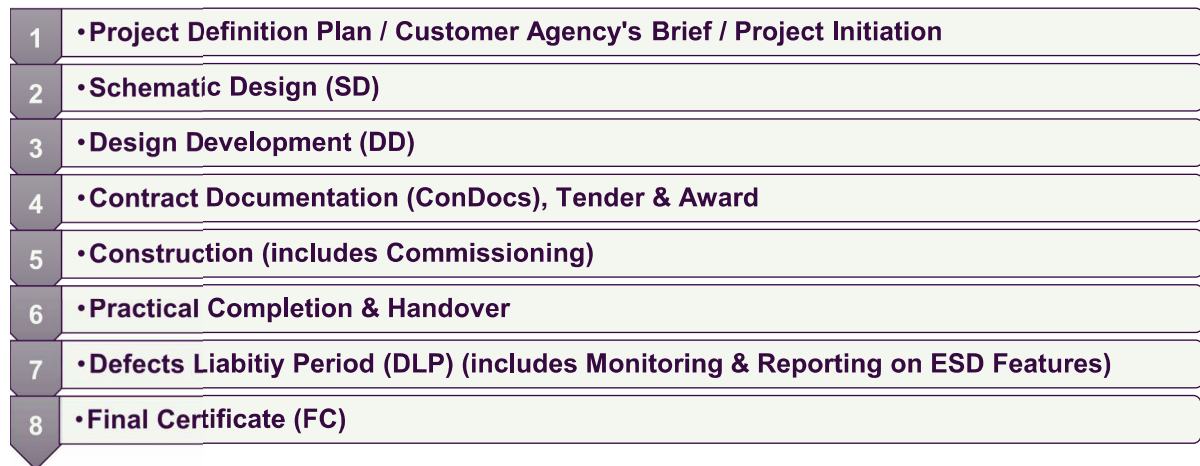 1 •Project Definition Plan / Customer Agency's Brief / Project Initiation
2 •Schematic Design (SD)
3 •Design Development (DD)
4 •Contract Documentation (ConDocs), Tender & Award
5 •Construction (includes Commissioning)
6 •Practical Completion & Handover
7 •Defects Liabitiy Period (DLP) (includes Monitoring & Reporting on ESD Features)
8 •Final Certificate (FC)